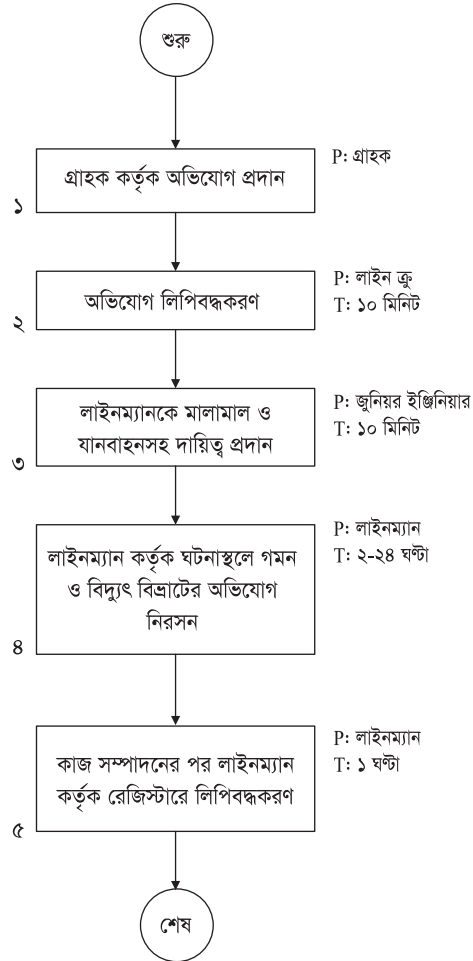 শুরু
গ্রাহক কর্তৃক অভিযোগ প্রদান
P: গ্রাহক
১
অভিযোগ লিপিবদ্ধকরণ
P: লাইন ক্রু
T: ১০ মিনিট
২
লাইনম্যানকে মালামাল ও
যানবাহনসহ দায়িত্ব প্রদান
P: জুনিয়র ইঞ্জিনিয়ার
T: ১০ মিনিট
৩
লাইনম্যান কর্তৃক ঘটনাস্থলে গমন
ও বিদ্যুৎ বিভ্রাটের অভিযোগ
নিরসন
P: লাইনম্যান
T: ২-২৪ ঘণ্টা
৪
কাজ সম্পাদনের পর লাইনম্যান
কর্তৃক রেজিস্টারে লিপিবদ্ধকরণ
P: লাইনম্যান
T: ১ ঘণ্টা
৫
শেষ